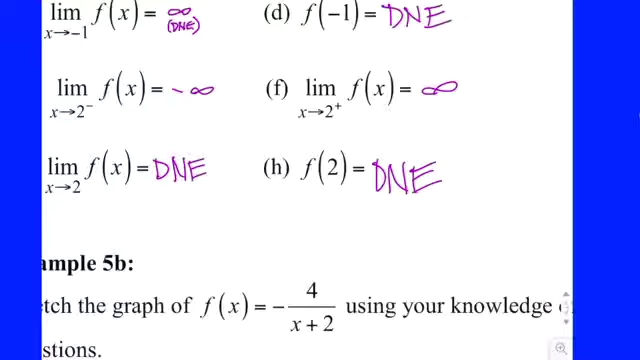 lim x→−1 f(x) = ∞ (DNE) (d) f(−1) = DNE
lim x→2⁻ f(x) = -∞ (f) lim x→2⁺ f(x) = ∞
lim x→2 f(x) = DNE (h) f(2) = DNE
ample 5b:
etch the graph of f(x) = − 4/(x + 2) using your knowledge
stions.